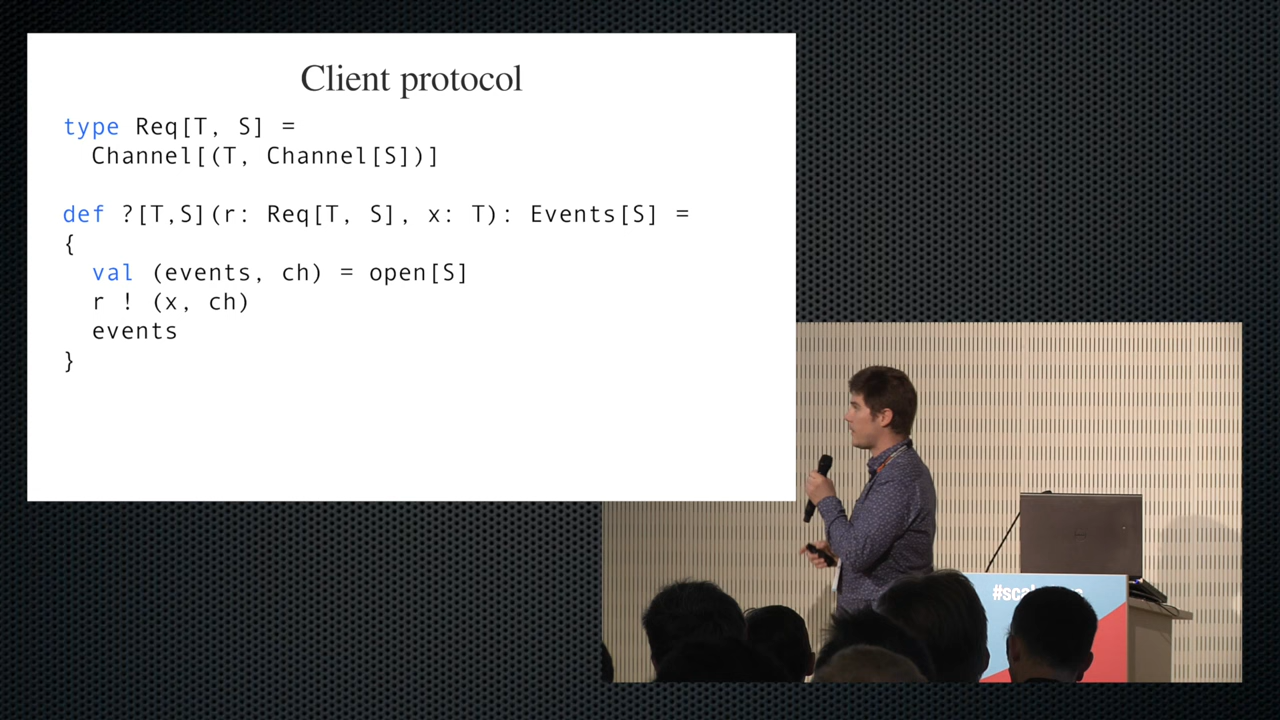 Client protocol
type Req[T, S] =
Channel[(T, Channel[S])]
def ?[T,S](r: Req[T, S], x: T): Events[S] =
{
val (events, ch) = open[S]
r ! (x, ch)
events
}